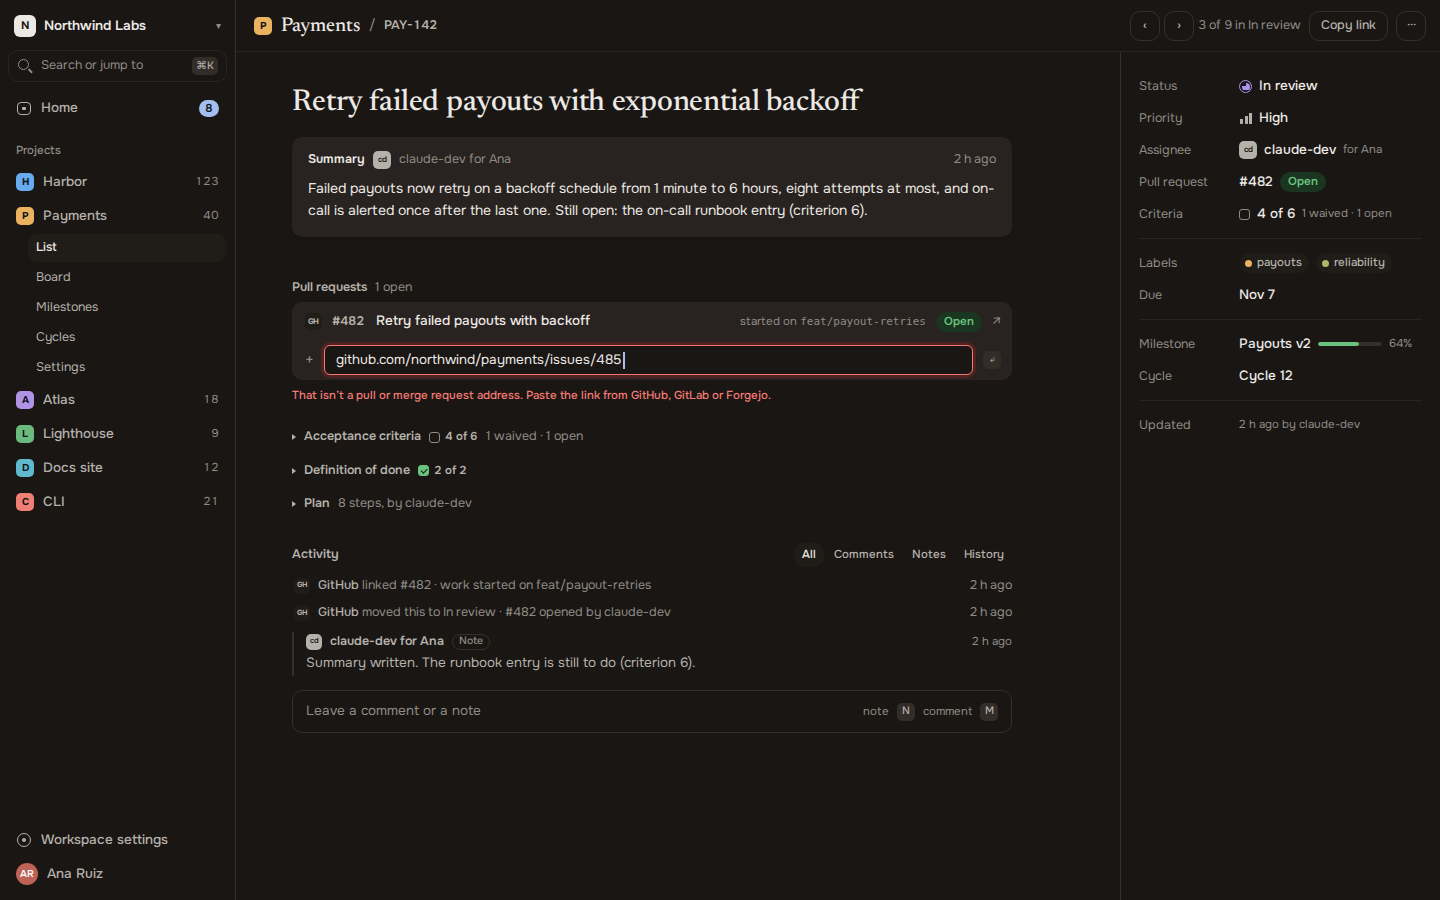 N Northwind Labs
Search or jump to ⌘K
Home 8
Projects
H Harbor 123
P Payments 40
List
Board
Milestones
Cycles
Settings
A Atlas 18
L Lighthouse 9
D Docs site 12
C CLI 21
Workspace settings
AR Ana Ruiz
P Payments / PAY-142
‹ › 3 of 9 in In review Copy link ···
Retry failed payouts with exponential backoff
Summary cd claude-dev for Ana 2 h ago
Failed payouts now retry on a backoff schedule from 1 minute to 6 hours, eight attempts at most, and on-
call is alerted once after the last one. Still open: the on-call runbook entry (criterion 6).
Pull requests 1 open
GH #482 Retry failed payouts with backoff started on feat/payout-retries Open ↗
+ github.com/northwind/payments/issues/485
That isn't a pull or merge request address. Paste the link from GitHub, GitLab or Forgejo.
Acceptance criteria 4 of 6 1 waived · 1 open
Definition of done 2 of 2
Plan 8 steps, by claude-dev
Activity All Comments Notes History
GH GitHub linked #482 · work started on feat/payout-retries 2 h ago
GH GitHub moved this to In review · #482 opened by claude-dev 2 h ago
cd claude-dev for Ana Note 2 h ago
Summary written. The runbook entry is still to do (criterion 6).
Leave a comment or a note note N comment M
Status In review
Priority High
Assignee cd claude-dev for Ana
Pull request #482 Open
Criteria 4 of 6 1 waived · 1 open
Labels payouts reliability
Due Nov 7
Milestone Payouts v2 64%
Cycle Cycle 12
Updated 2 h ago by claude-dev